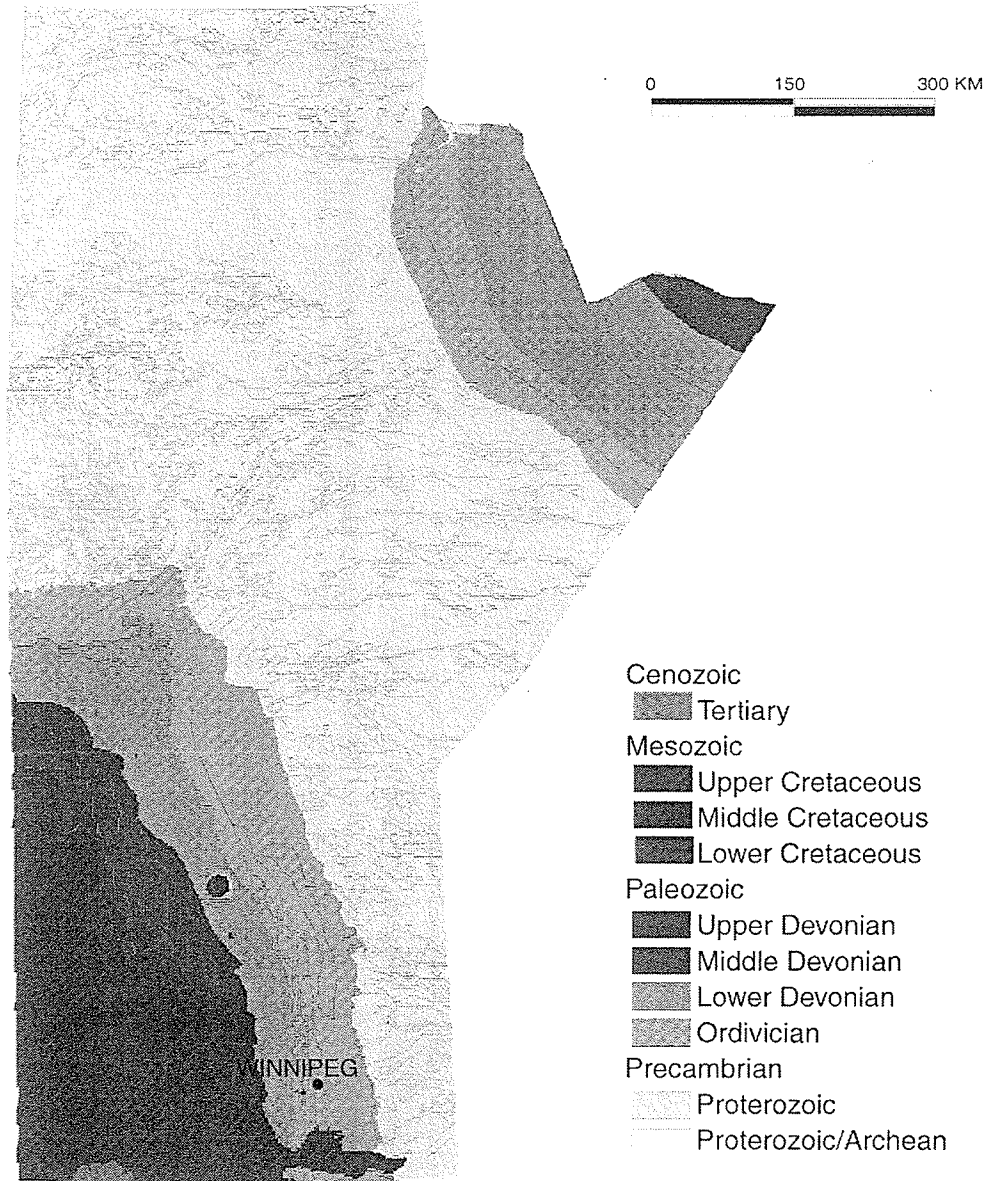 0 150 300 KM
Cenozoic
Tertiary
Mesozoic
Upper Cretaceous
Middle Cretaceous
Lower Cretaceous
Paleozoic
Upper Devonian
Middle Devonian
Lower Devonian
Ordivician
WINNIPEG
Precambrian
Proterozoic
Proterozoic/Archean